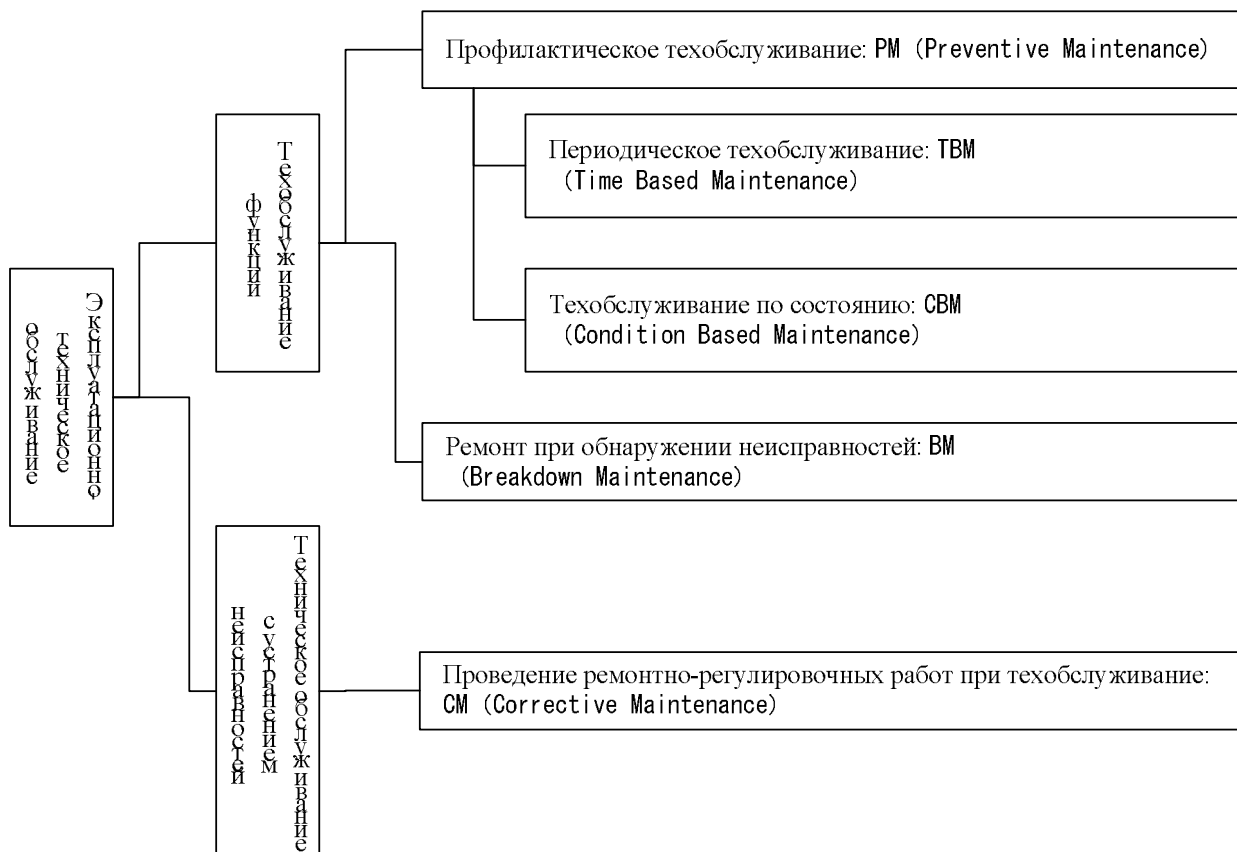 Профилактическое техобслуживание: PM (Preventive Maintenance)
Периодическое техобслуживание: TBM
(Time Based Maintenance)
Техобслуживание по состоянию: CBM
(Condition Based Maintenance)
Ремонт при обнаружении неисправностей: BM
(Breakdown Maintenance)
Проведение ремонтно-регулировочных работ при техобслуживание:
CM (Corrective Maintenance)
Техобслуживание
функций
Эксплуатационно
техническое
обслуживание
Техническое обслуживание
с устранением
неисправностей